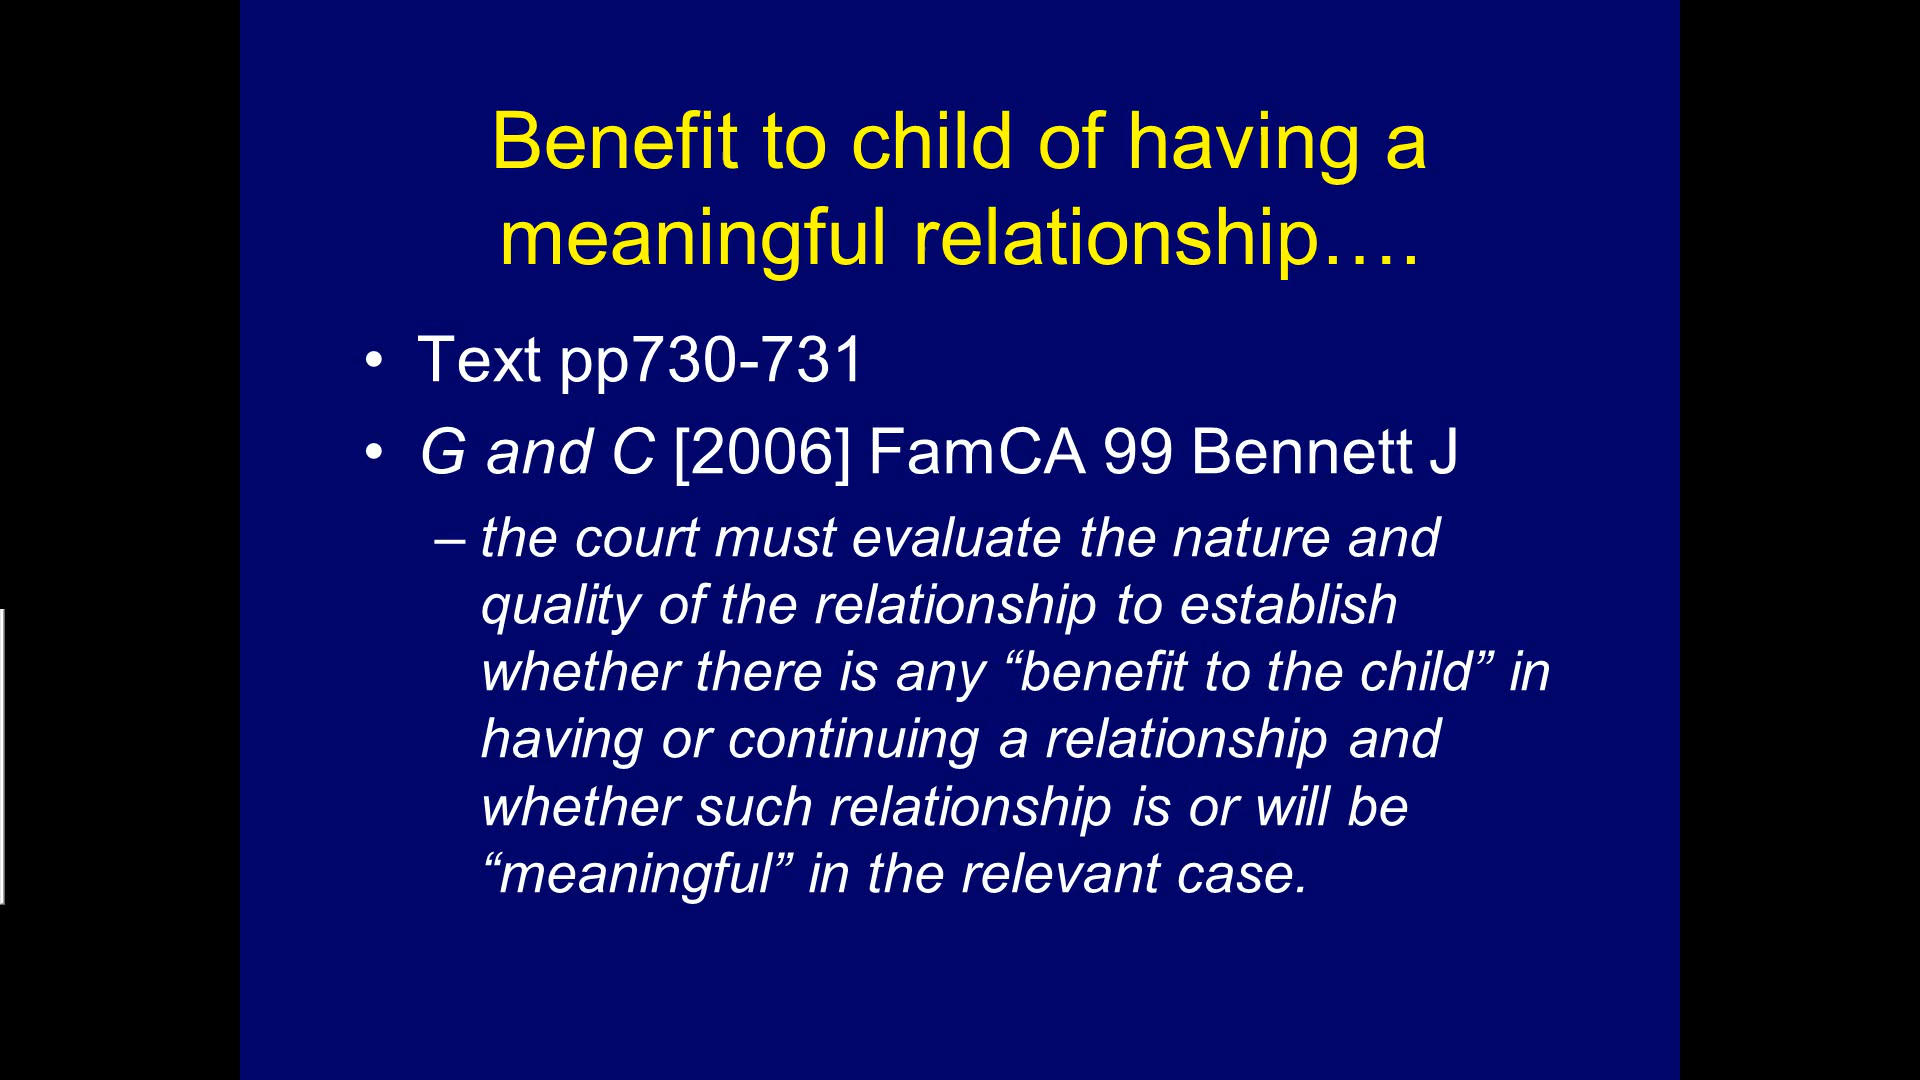 Benefit to child of having a
meaningful relationship….
• Text pp730-731
• G and C [2006] FamCA 99 Bennett J
– the court must evaluate the nature and
quality of the relationship to establish
whether there is any “benefit to the child” in
having or continuing a relationship and
whether such relationship is or will be
“meaningful” in the relevant case.